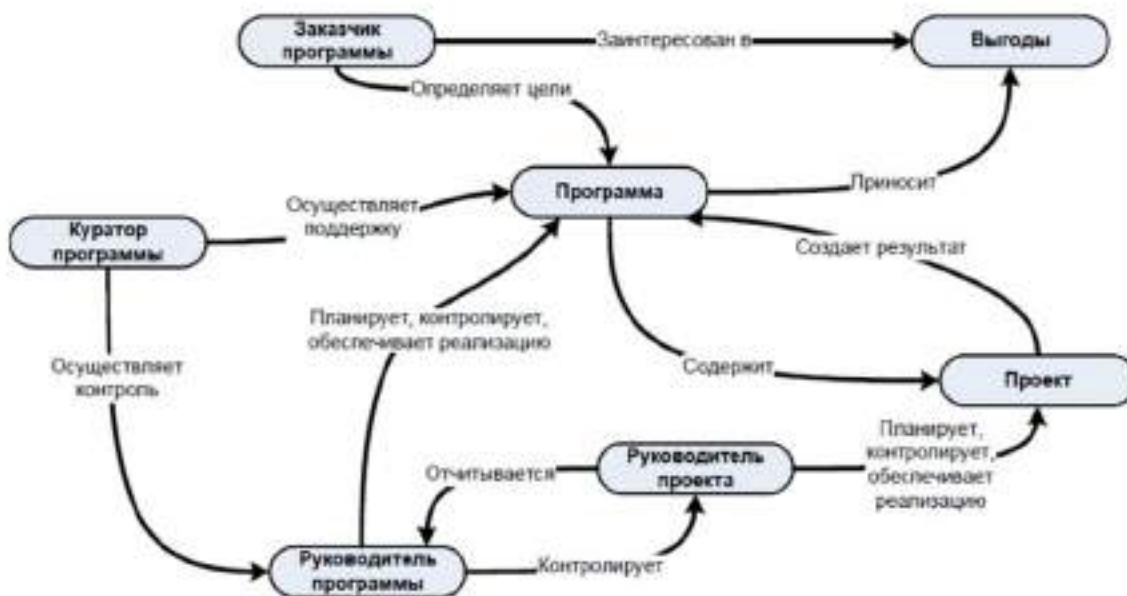 Заказчик
программы
Заинтересован в
Выгоды
Определяет цели
Программа
Приносит
Осуществляет
поддержку
Куратор
программы
Создает результат
Планирует, контролирует,
обеспечивает реализацию
Осуществляет
контроль
Содержит
Проект
Планирует,
контролирует,
обеспечивает
реализацию
Руководитель
проекта
Отчитывается
Руководитель
программы
Контролирует